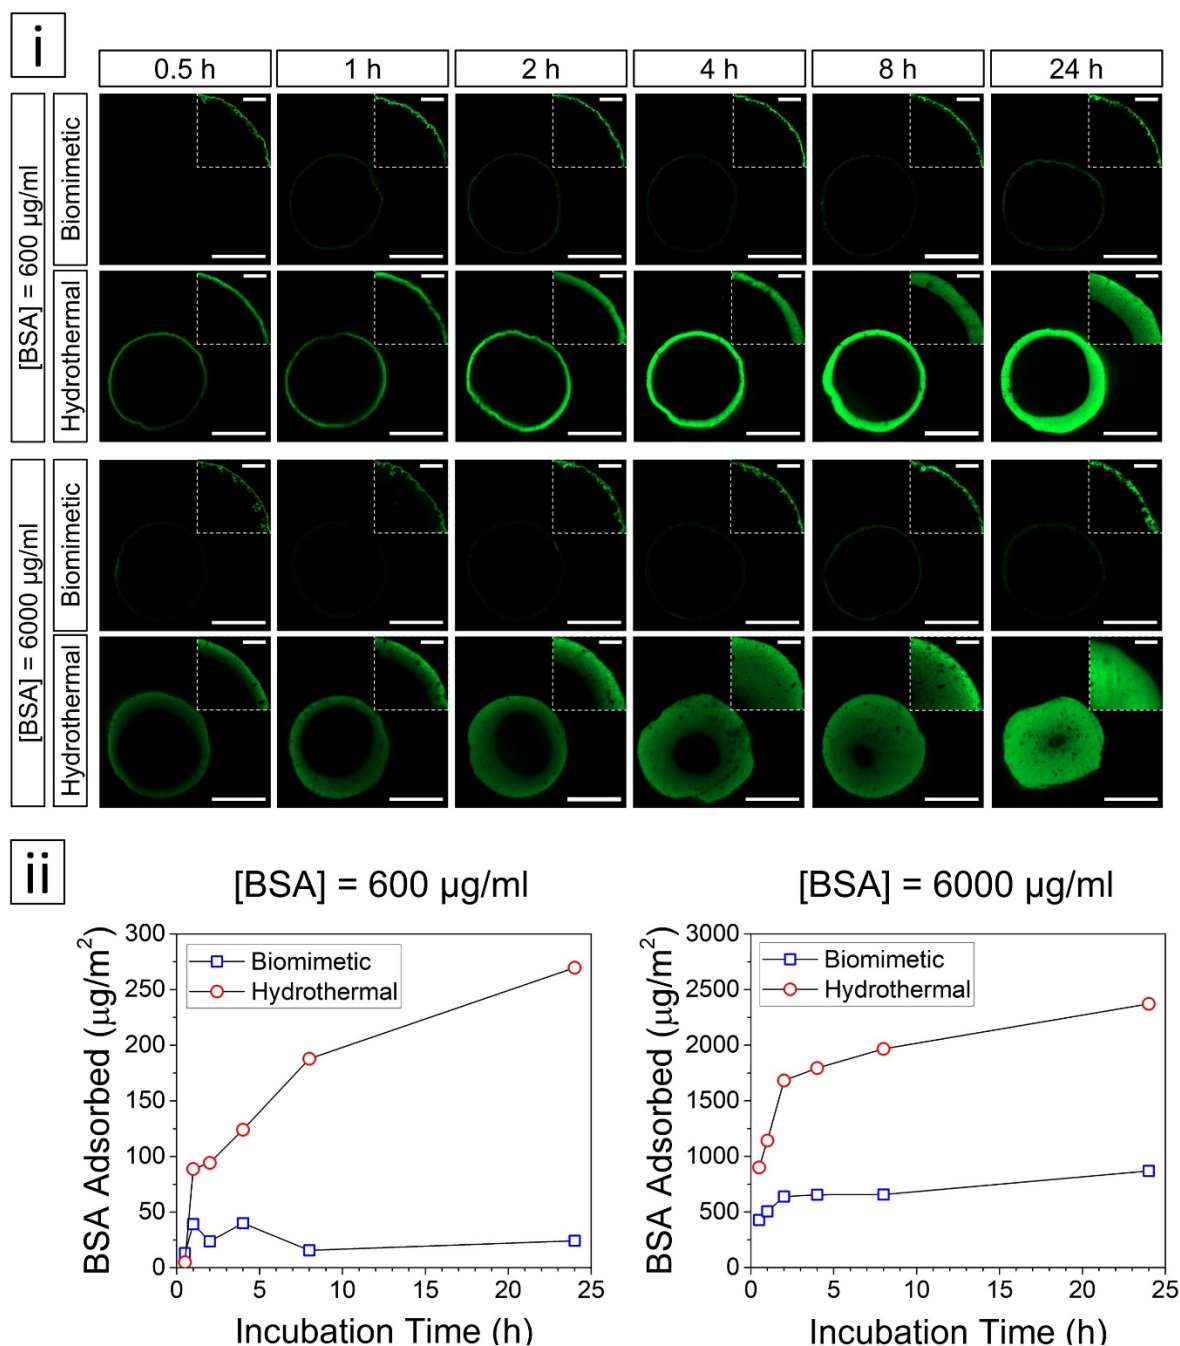 i
0.5 h 1 h 2 h 4 h 8 h 24 h
[BSA] = 600 µg/ml
Biomimetic
Hydrothermal
[BSA] = 6000 µg/ml
Biomimetic
Hydrothermal
ii
[BSA] = 600 µg/ml
BSA Adsorbed (µg/m²)
300
250
200
150
100
50
0
Biomimetic
Hydrothermal
0 5 10 15 20 25
Incubation Time (h)
[BSA] = 6000 µg/ml
BSA Adsorbed (µg/m²)
3000
2500
2000
1500
1000
500
0
Biomimetic
Hydrothermal
0 5 10 15 20 25
Incubation Time (h)